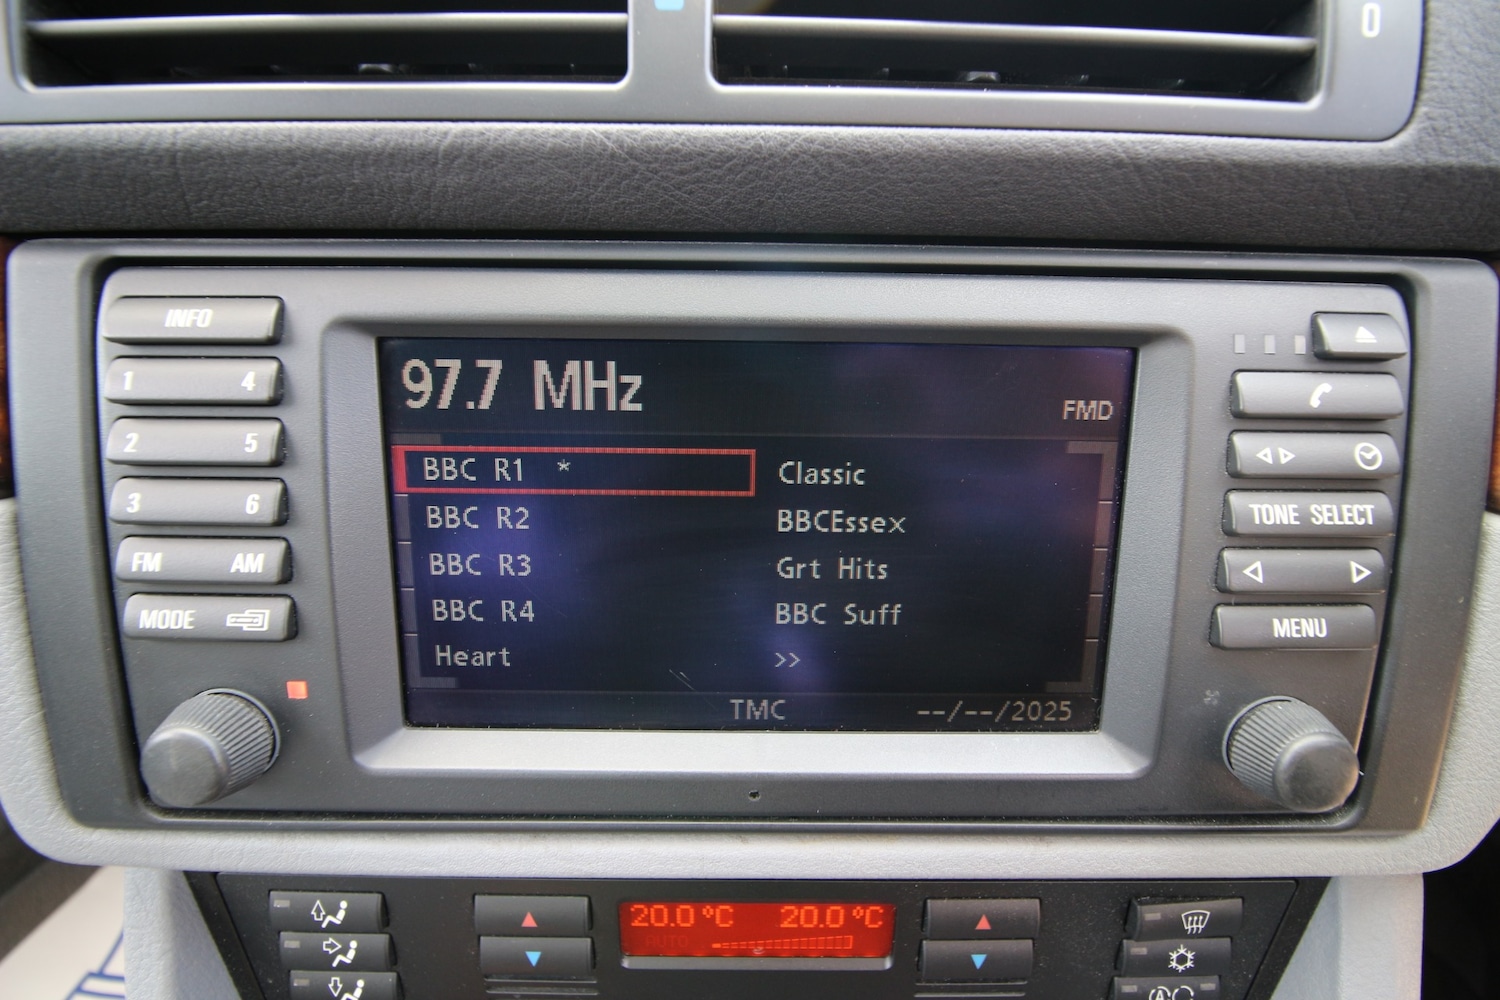 0
INFO
1 4
2 5
3 6
FM AM
MODE
97.7 MHz
FMD
BBC R1 *
BBC R2
BBC R3
BBC R4
Heart
Classic
BBCEssex
Grt Hits
BBC Suff
>>
TMC
--/--/2025
TONE SELECT
MENU
20.0 °C 20.0 °C
AUTO